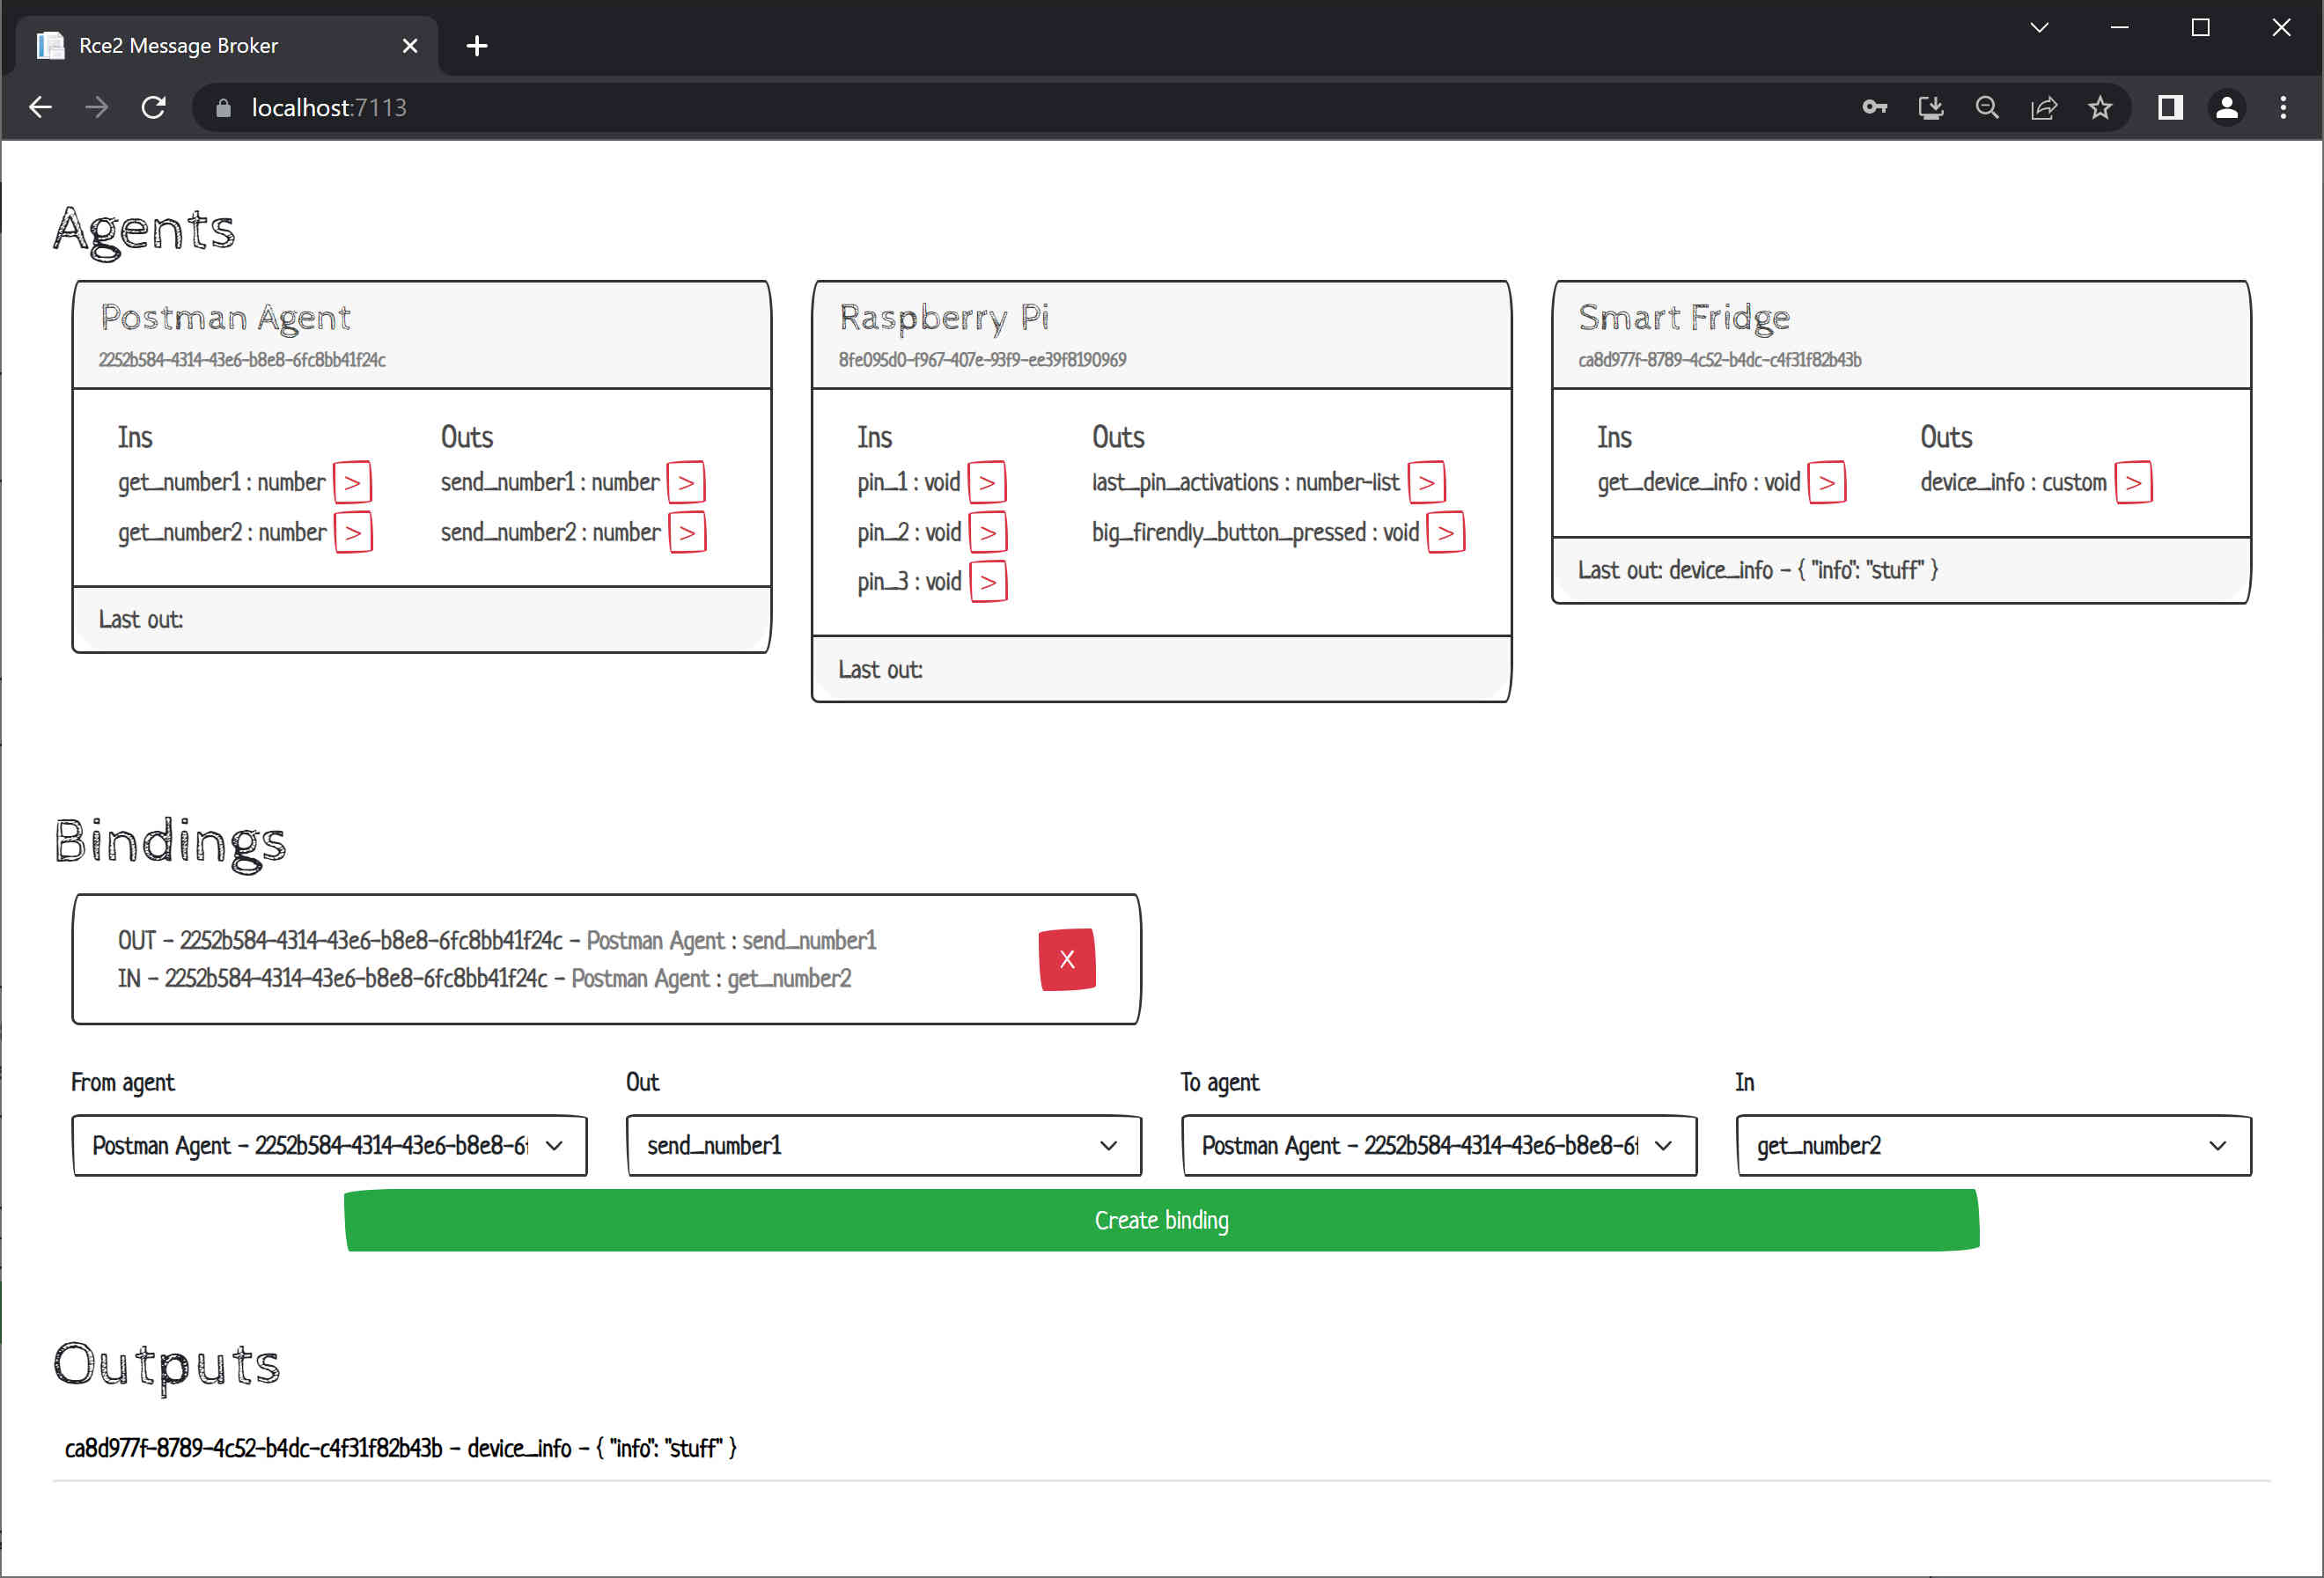 Rce2 Message Broker
localhost:7113
Agents
Postman Agent
2252b584-4314-43e6-b8e8-6fc8bb41f24c
Ins
Outs
get_number1 : number >
send_number1 : number >
get_number2 : number >
send_number2 : number >
Last out:
Raspberry Pi
8fe095d0-f967-407e-93f9-ee39f8190969
Ins
Outs
pin_1 : void >
last_pin_activations : number-list >
pin_2 : void >
big_firendly_button_pressed : void >
pin_3 : void >
Last out:
Smart Fridge
ca8d977f-8789-4c52-b4dc-c4f31f82b43b
Ins
Outs
get_device_info : void >
device_info : custom >
Last out: device_info - { "info": "stuff" }
Bindings
OUT - 2252b584-4314-43e6-b8e8-6fc8bb41f24c - Postman Agent : send_number1
IN - 2252b584-4314-43e6-b8e8-6fc8bb41f24c - Postman Agent : get_number2
X
From agent
Out
To agent
In
Postman Agent - 2252b584-4314-43e6-b8e8-6f
send_number1
Postman Agent - 2252b584-4314-43e6-b8e8-6f
get_number2
Create binding
Outputs
ca8d977f-8789-4c52-b4dc-c4f31f82b43b - device_info - { "info": "stuff" }